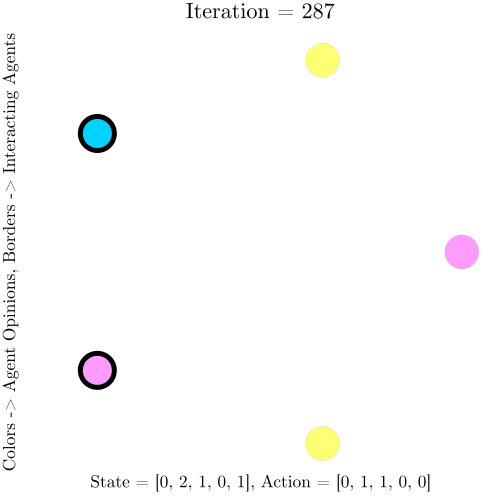 Iteration = 287
Colors -> Agent Opinions, Borders -> Interacting Agents
State = [0, 2, 1, 0, 1], Action = [0, 1, 1, 0, 0]